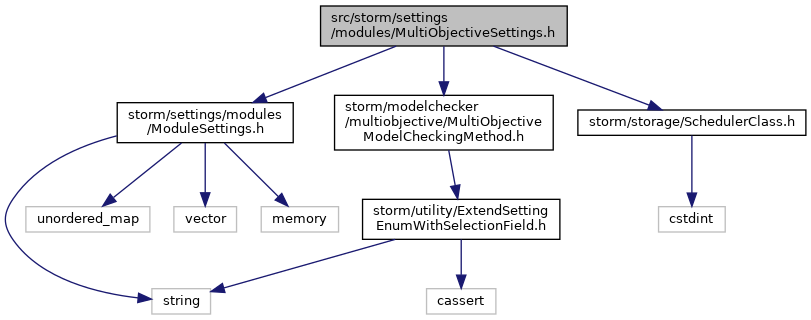 src/storm/settings
/modules/MultiObjectiveSettings.h
storm/settings/modules
/ModuleSettings.h
storm/modelchecker
/multiobjective/MultiObjective
ModelCheckingMethod.h
storm/storage/SchedulerClass.h
unordered_map
vector
memory
storm/utility/ExtendSetting
EnumWithSelectionField.h
cstdint
string
cassert